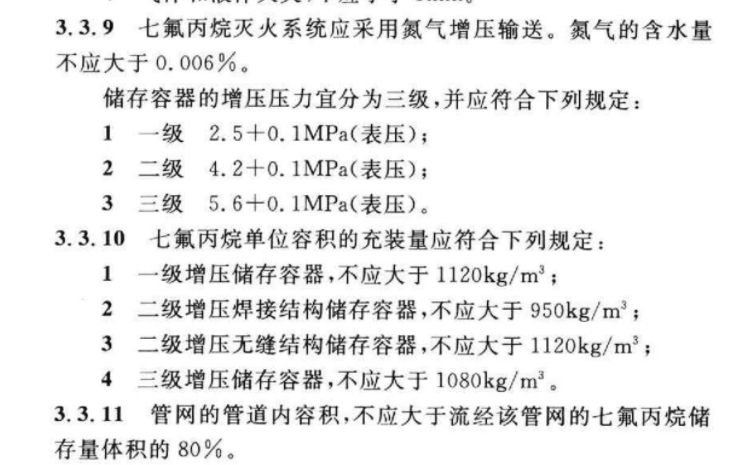 3.3.9 七氟丙烷灭火系统应采用氮气增压输送。氮气的含水量
不应大于 0.006%。
储存容器的增压压力宜分为三级,并应符合下列规定:
1 一级 2.5+0.1MPa(表压);
2 二级 4.2+0.1MPa(表压);
3 三级 5.6+0.1MPa(表压)。
3.3.10 七氟丙烷单位容积的充装量应符合下列规定:
1 一级增压储存容器,不应大于 1120kg/m³;
2 二级增压焊接结构储存容器,不应大于 950kg/m³;
3 二级增压无缝结构储存容器,不应大于 1120kg/m³;
4 三级增压储存容器,不应大于 1080kg/m³。
3.3.11 管网的管道内容积,不应大于流经该管网的七氟丙烷储
存量体积的 80%。